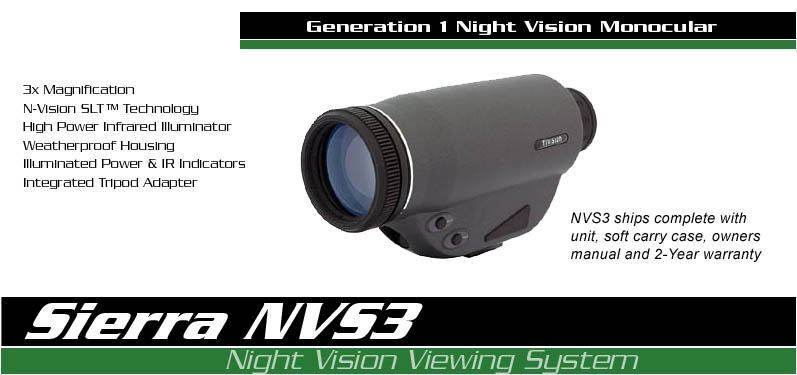 Generation 1 Night Vision Monocular
3x Magnification
N-Vision SLT™ Technology
High Power Infrared Illuminator
Weatherproof Housing
Illuminated Power & IR Indicators
Integrated Tripod Adapter
NVS3 ships complete with
unit, soft carry case, owners
manual and 2-Year warranty
Sierra NVS3
Night Vision Viewing System